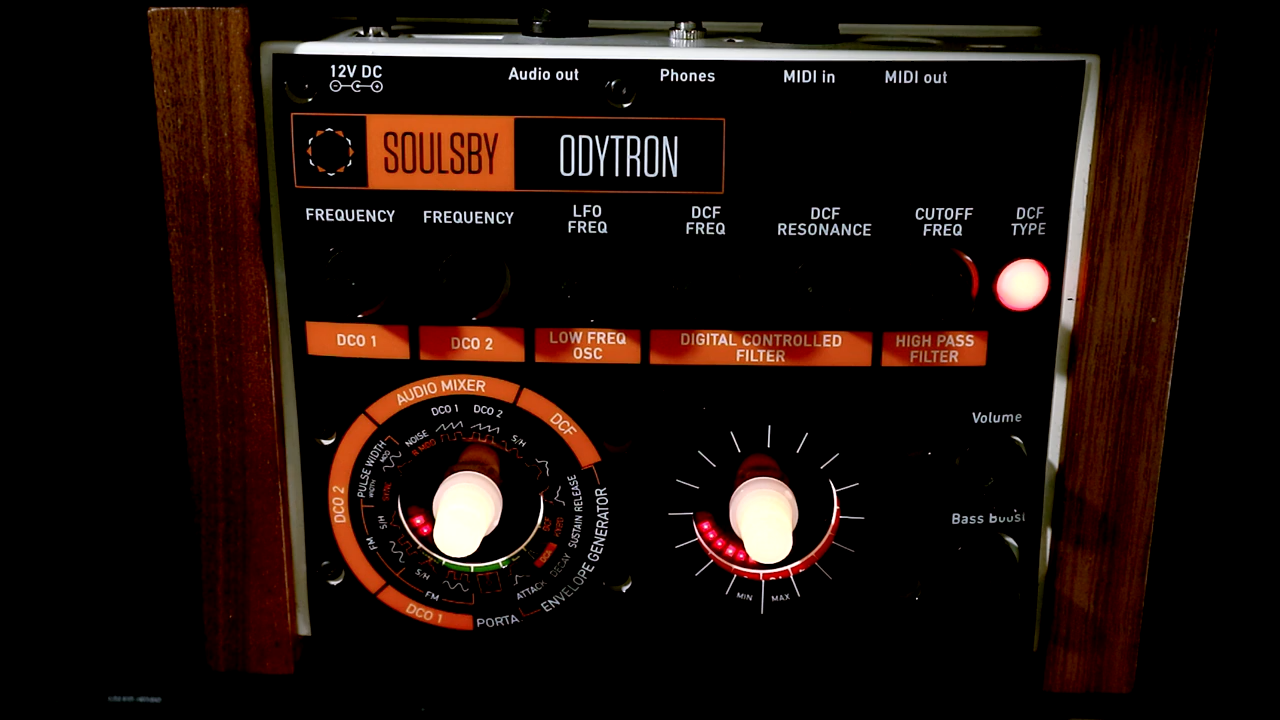 12V DC
Audio out
Phones
MIDI in
MIDI out
SOULSBY ODYTRON
FREQUENCY
FREQUENCY
LFO
FREQ
DCF
FREQ
DCF
RESONANCE
CUTOFF
FREQ
DCF
TYPE
DCO 1
DCO 2
LOW FREQ
OSC
DIGITAL CONTROLLED
FILTER
HIGH PASS
FILTER
AUDIO MIXER
DCF
DCO 2
DCO 1
PORTA
ENVELOPE GENERATOR
NOISE
DCO 1
DCO 2
S/H
PULSE WIDTH
WIDTH
MOD
SYNC
S/H
FM
S/H
FM
ATTACK
DECAY
SUSTAIN
RELEASE
MIN
MAX
Volume
Bass boost